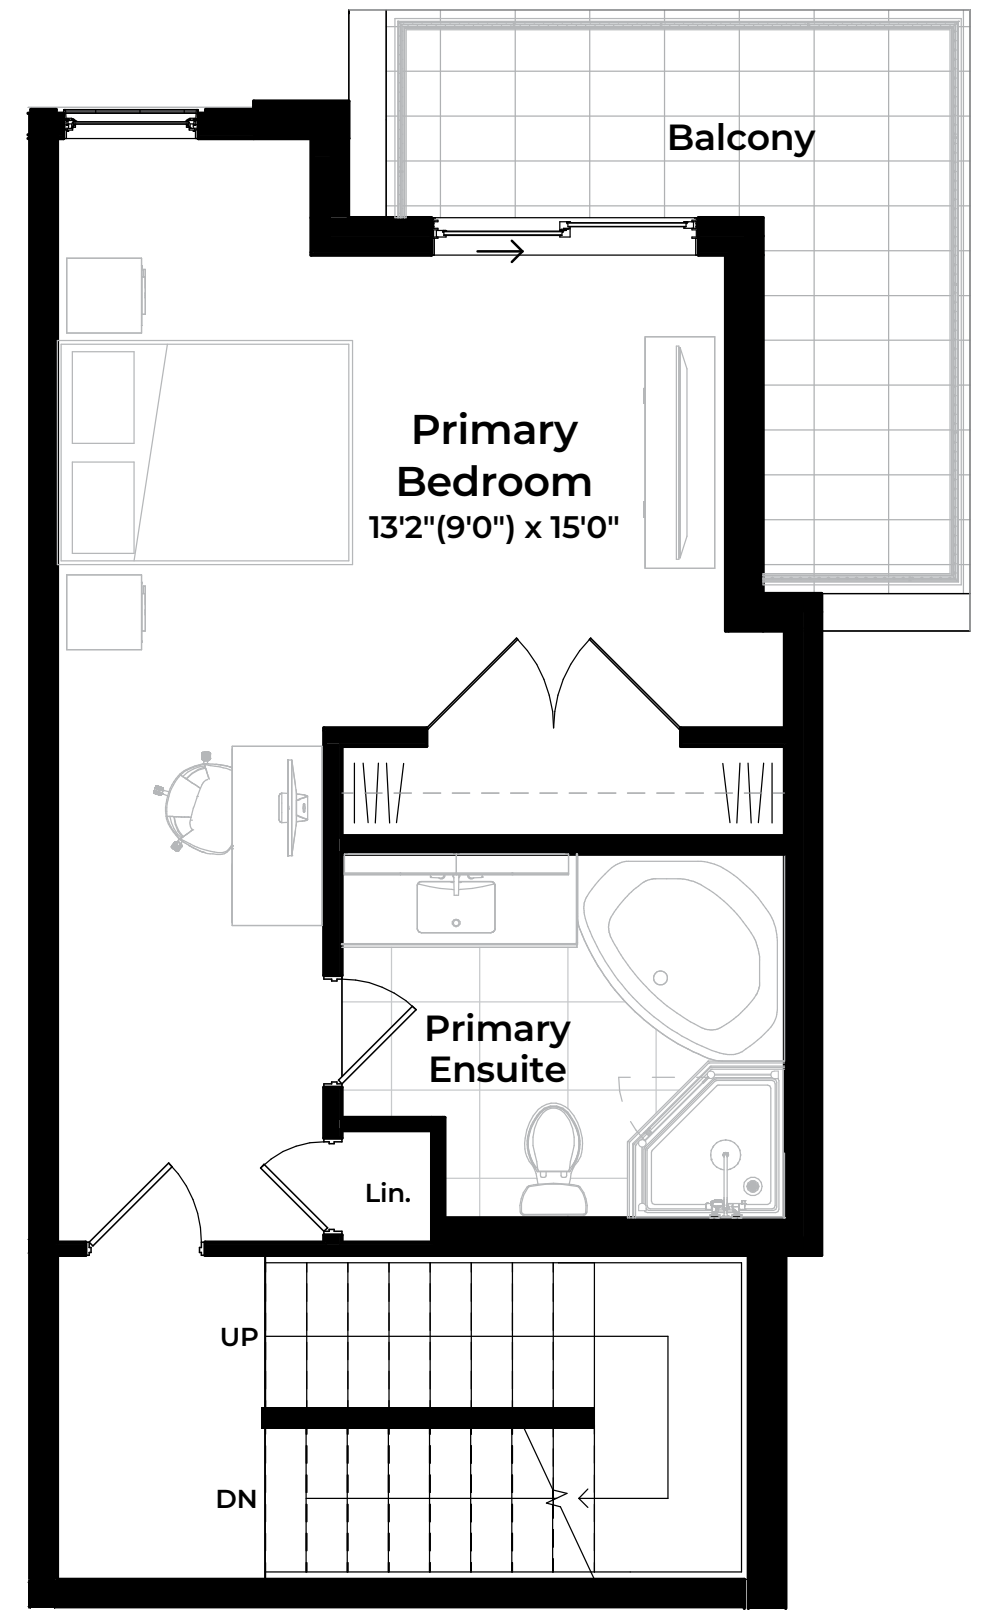 Balcony
Primary
Bedroom
13'2"(9'0") x 15'0"
Primary
Ensuite
Lin.
UP
DN